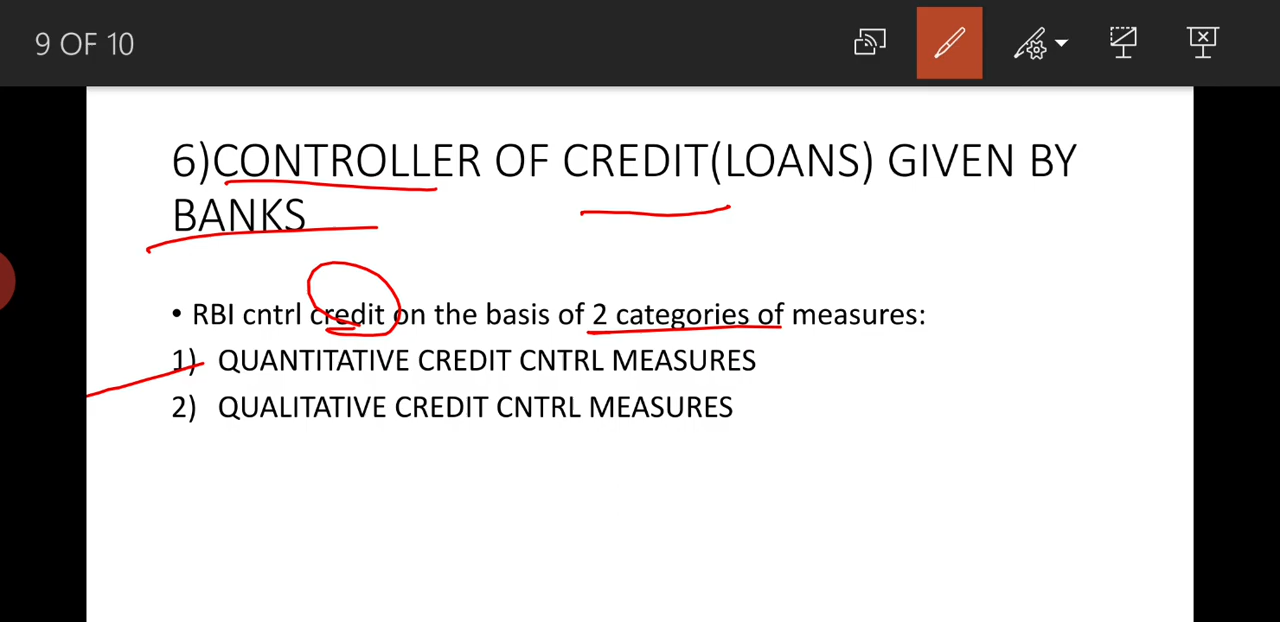 9 OF 10
6)CONTROLLER OF CREDIT(LOANS) GIVEN BY
BANKS
• RBI cntrl credit on the basis of 2 categories of measures:
1) QUANTITATIVE CREDIT CNTRL MEASURES
2) QUALITATIVE CREDIT CNTRL MEASURES